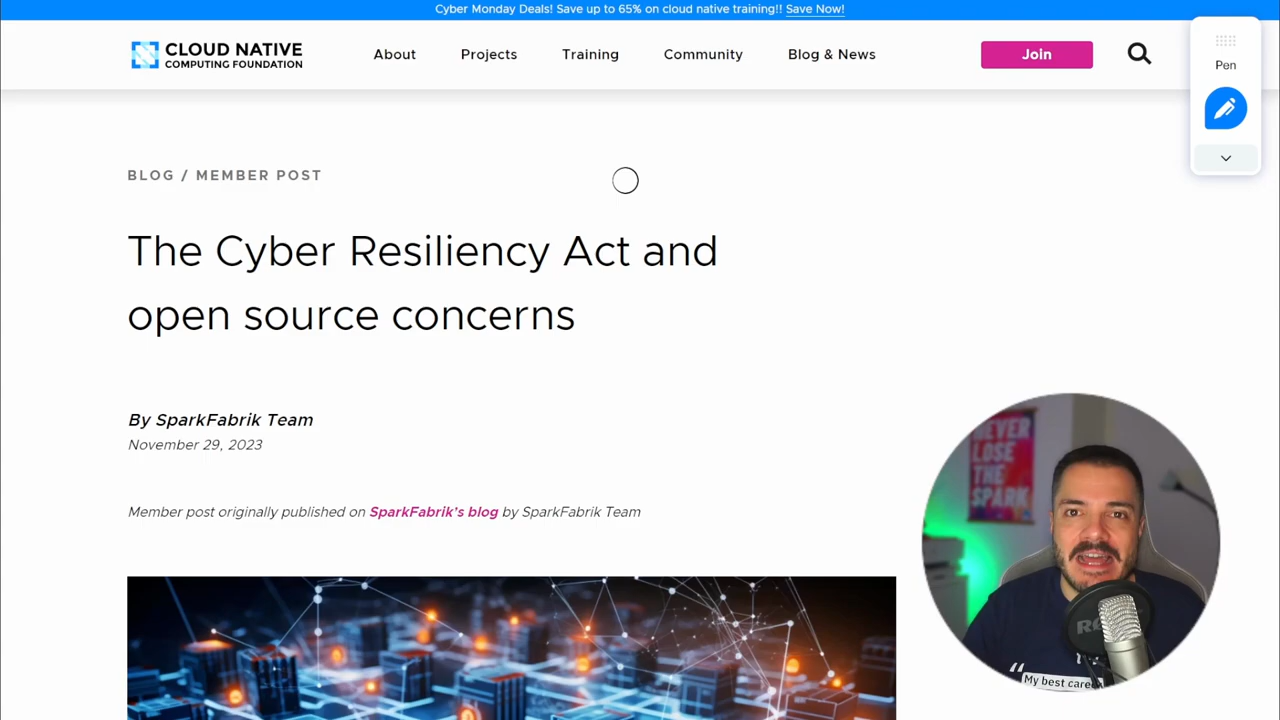 Cyber Monday Deals! Save up to 65% on cloud native training!! Save Now!
CLOUD NATIVE
COMPUTING FOUNDATION
About
Projects
Training
Community
Blog & News
Join
Pen
BLOG / MEMBER POST
The Cyber Resiliency Act and
open source concerns
By SparkFabrik Team
November 29, 2023
Member post originally published on SparkFabrik's blog by SparkFabrik Team
NEVER
LOSE
THE
SPARK
"My best caree